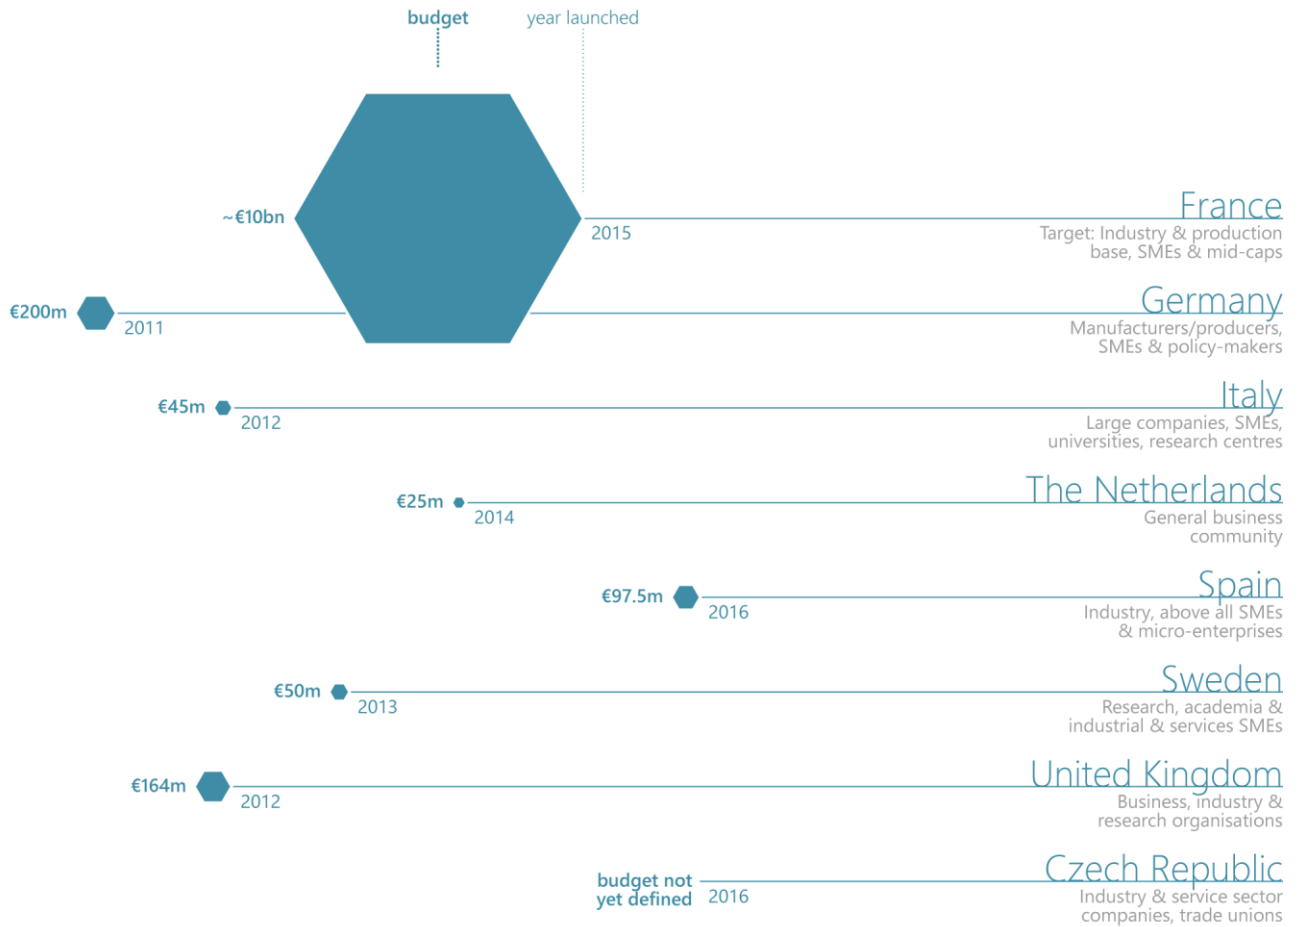 budget
year launched
~€10bn
2015
France
Target: Industry & production
base, SMEs & mid-caps
€200m
2011
Germany
Manufacturers/producers,
SMEs & policy-makers
€45m
2012
Italy
Large companies, SMEs,
universities, research centres
€25m
2014
The Netherlands
General business
community
€97.5m
2016
Spain
Industry, above all SMEs
& micro-enterprises
€50m
2013
Sweden
Research, academia &
industrial & services SMEs
€164m
2012
United Kingdom
Business, industry &
research organisations
budget not
yet defined
2016
Czech Republic
Industry & service sector
companies, trade unions